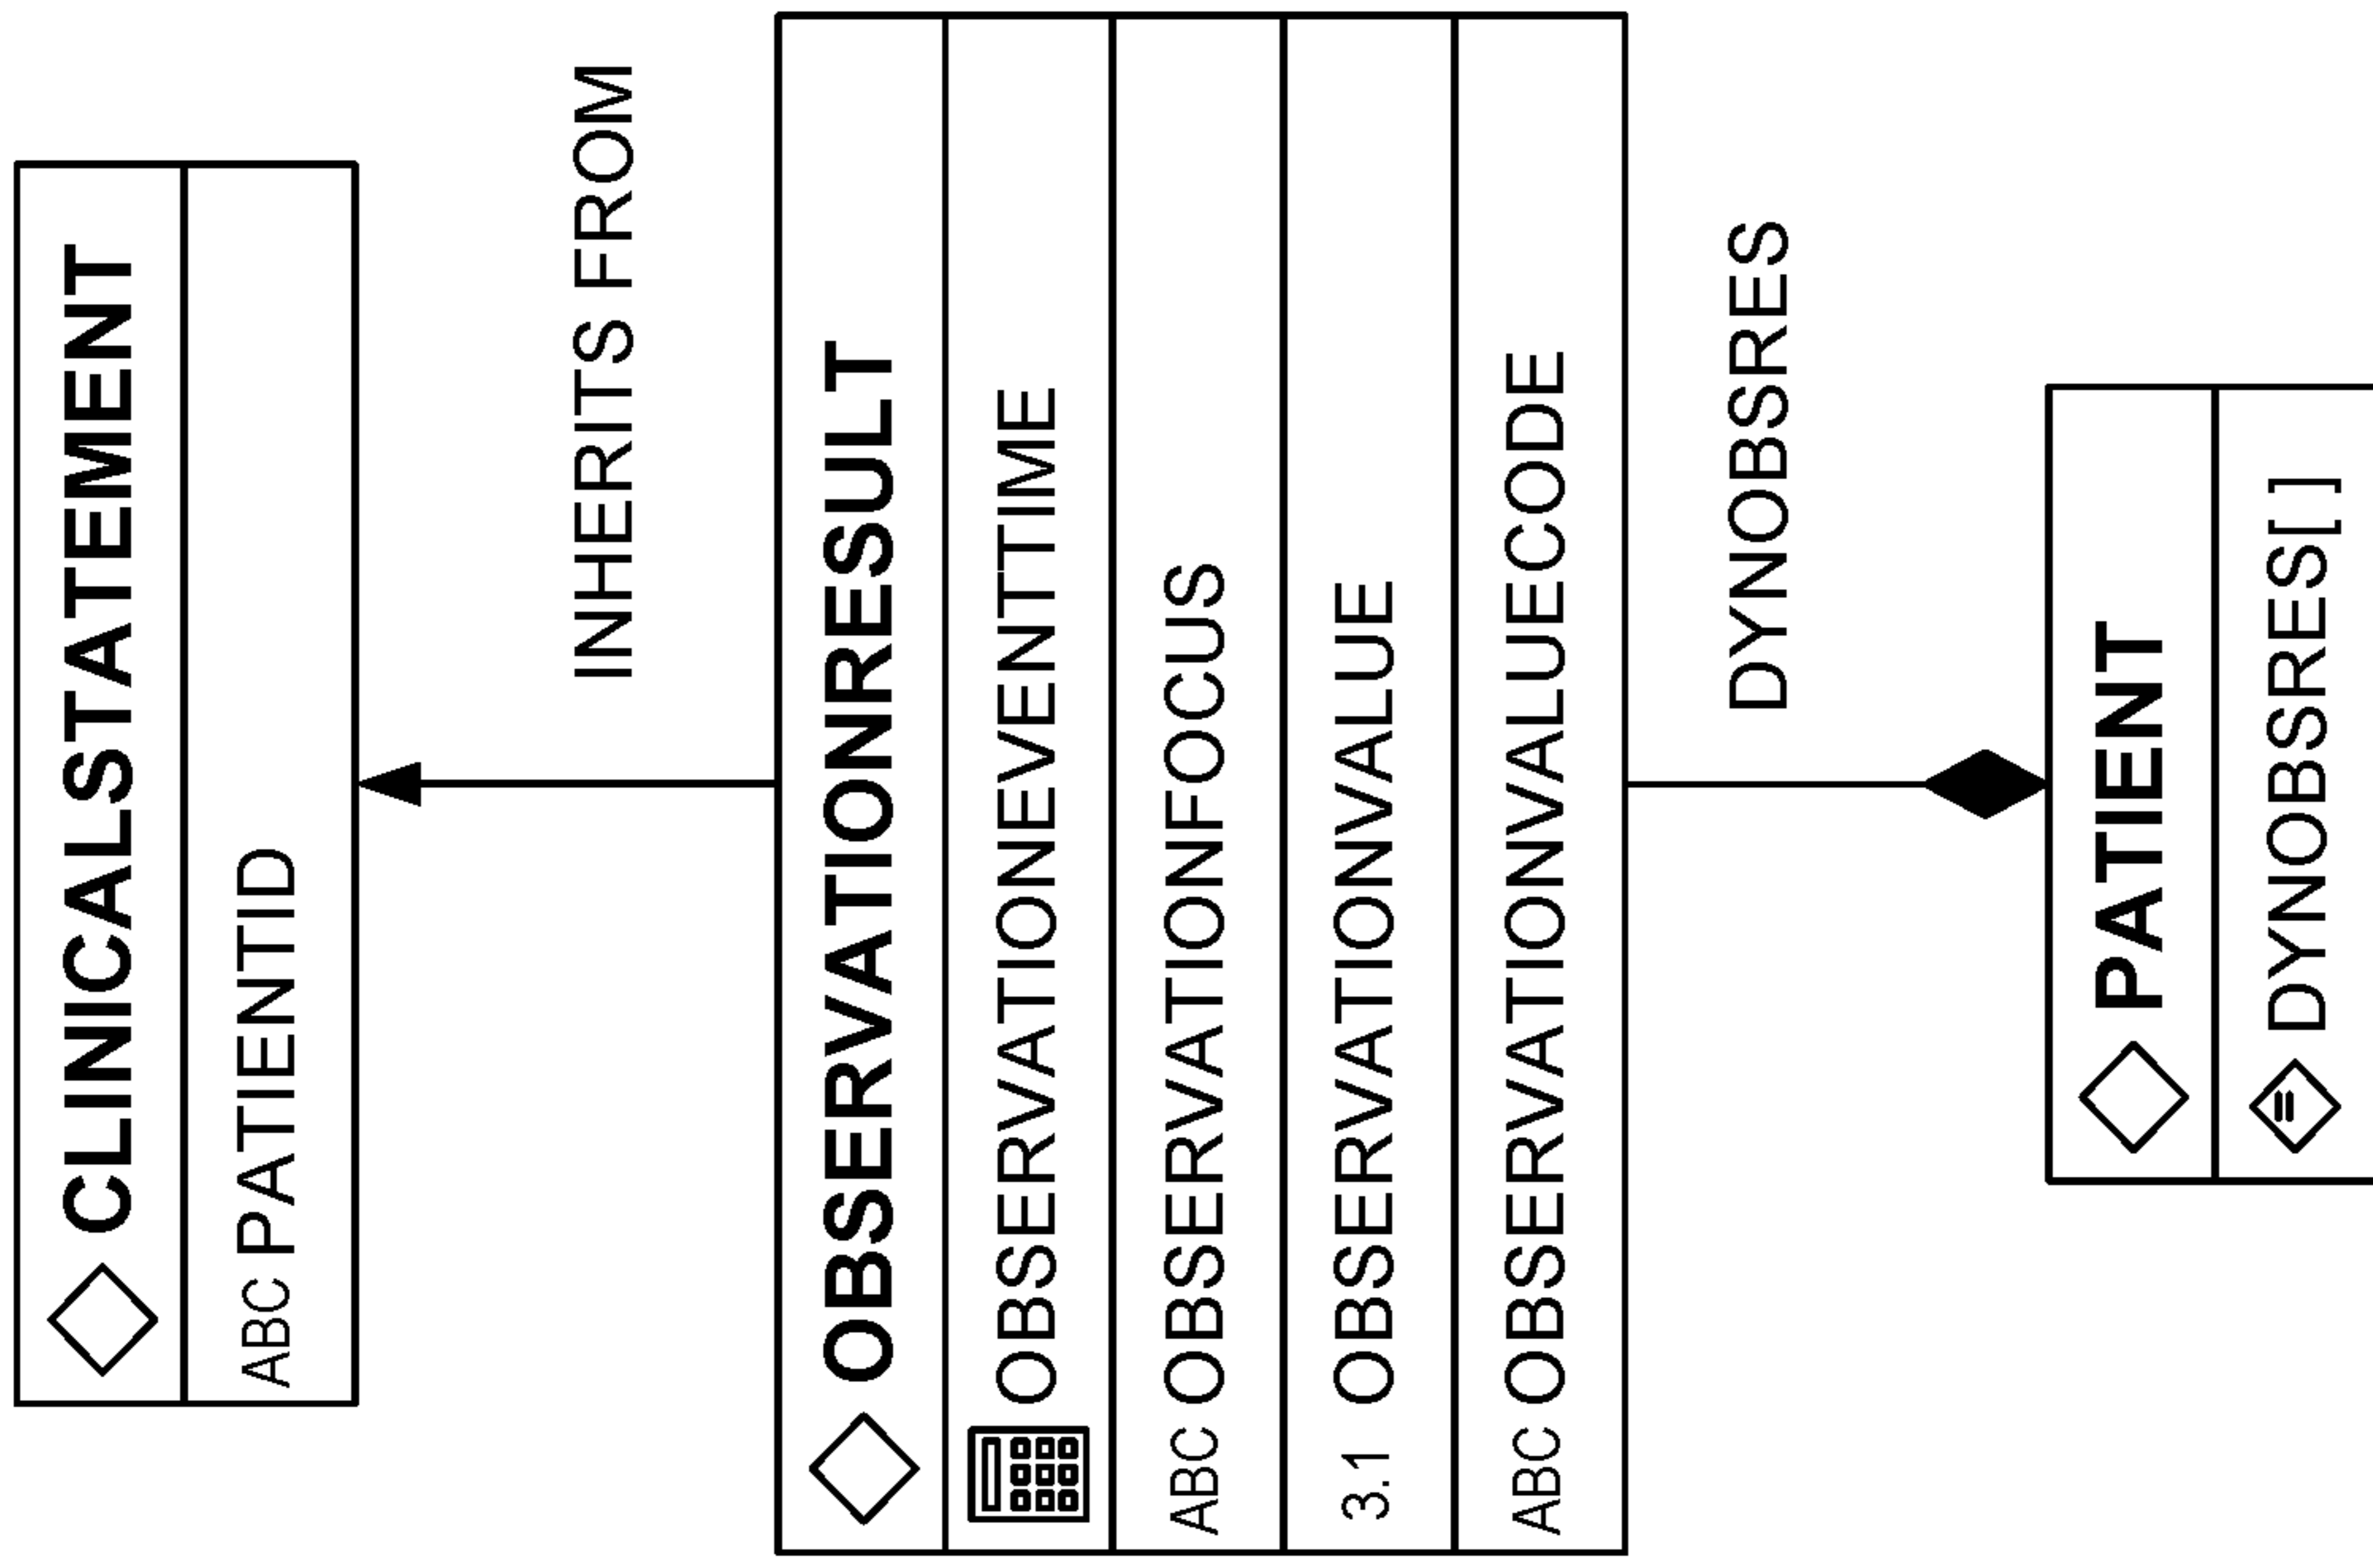 CLINICALSTATEMENT
ABC PATIENTID
INHERITS FROM
OBSERVATIONRESULT
OBSERVATIONEVENTTIME
ABC OBSERVATIONFOCUS
3.1 OBSERVATIONVALUE
ABC OBSERVATIONVALUECODE
DYNOBSRES
PATIENT
DYNOBSRES[ ]